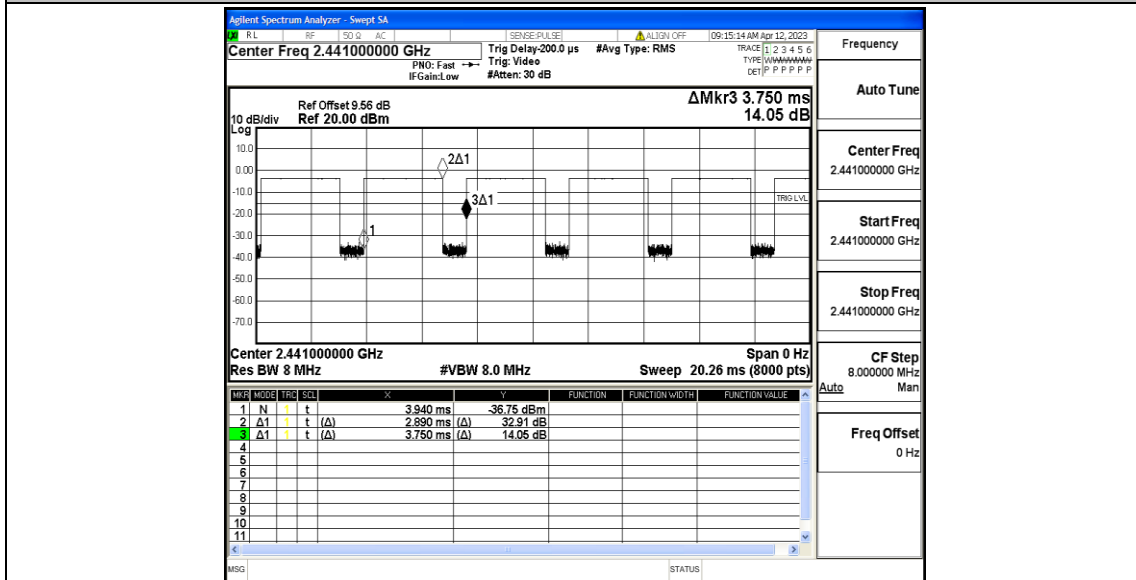 Agilent Spectrum Analyzer - Swept SA
RL RF 50 Ω AC SENSE:PULSE ALIGN OFF 09:15:14 AM Apr 12, 2023
Center Freq 2.441000000 GHz
PNO: Fast
IFGain:Low
Trig Delay-200.0 µs
Trig: Video
#Atten: 30 dB
#Avg Type: RMS
TRACE 1 2 3 4 5 6
TYPE
DET P P P P P P
Frequency
Auto Tune
Center Freq
2.441000000 GHz
Start Freq
2.441000000 GHz
Stop Freq
2.441000000 GHz
CF Step
8.000000 MHz
Auto Man
Freq Offset
0 Hz
ΔMkr3 3.750 ms
14.05 dB
Ref Offset 9.56 dB
10 dB/div Ref 20.00 dBm
Log
10.0
0.00
-10.0
-20.0
-30.0
-40.0
-50.0
-60.0
-70.0
2Δ1
3Δ1
1
TRIG LVL
Center 2.441000000 GHz Span 0 Hz
Res BW 8 MHz #VBW 8.0 MHz Sweep 20.26 ms (8000 pts)
MKR MODE TRC SCL X Y FUNCTION FUNCTION WIDTH FUNCTION VALUE
1 N 1 t 3.940 ms -36.75 dBm
2 Δ1 1 t (Δ) 2.890 ms (Δ) 32.91 dB
3 Δ1 1 t (Δ) 3.750 ms (Δ) 14.05 dB
4
5
6
7
8
9
10
11
MSG STATUS